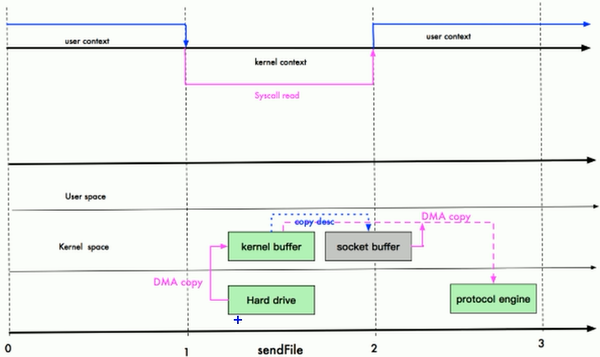 user context
user context
kernel context
Syscall read
User space
copy desc
DMA copy
Kernel space
kernel buffer
socket buffer
DMA copy
Hard drive
protocol engine
0
1
sendFile
2
3